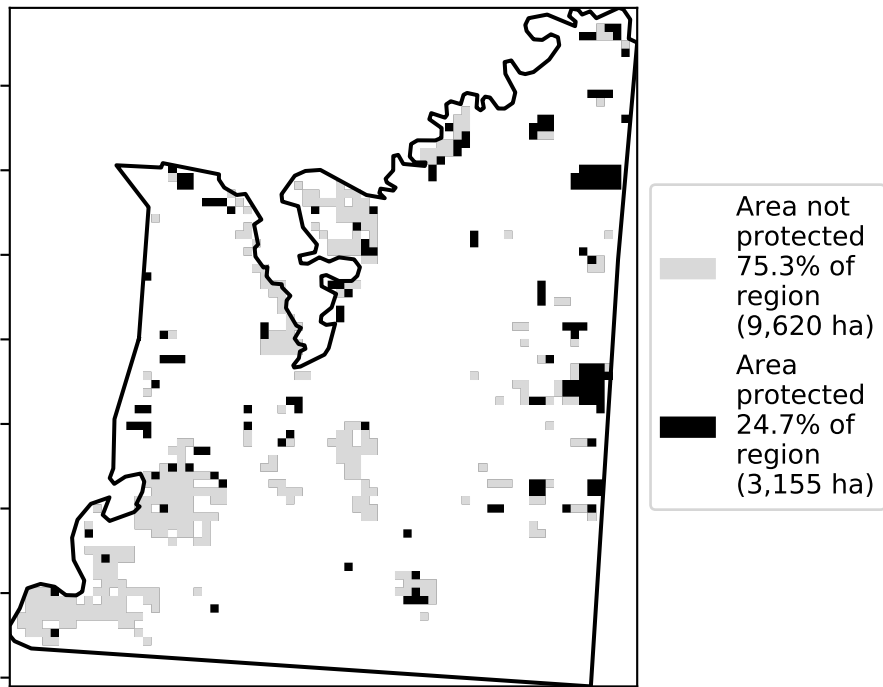 Area not
protected
75.3% of
region
(9,620 ha)
Area
protected
24.7% of
region
(3,155 ha)